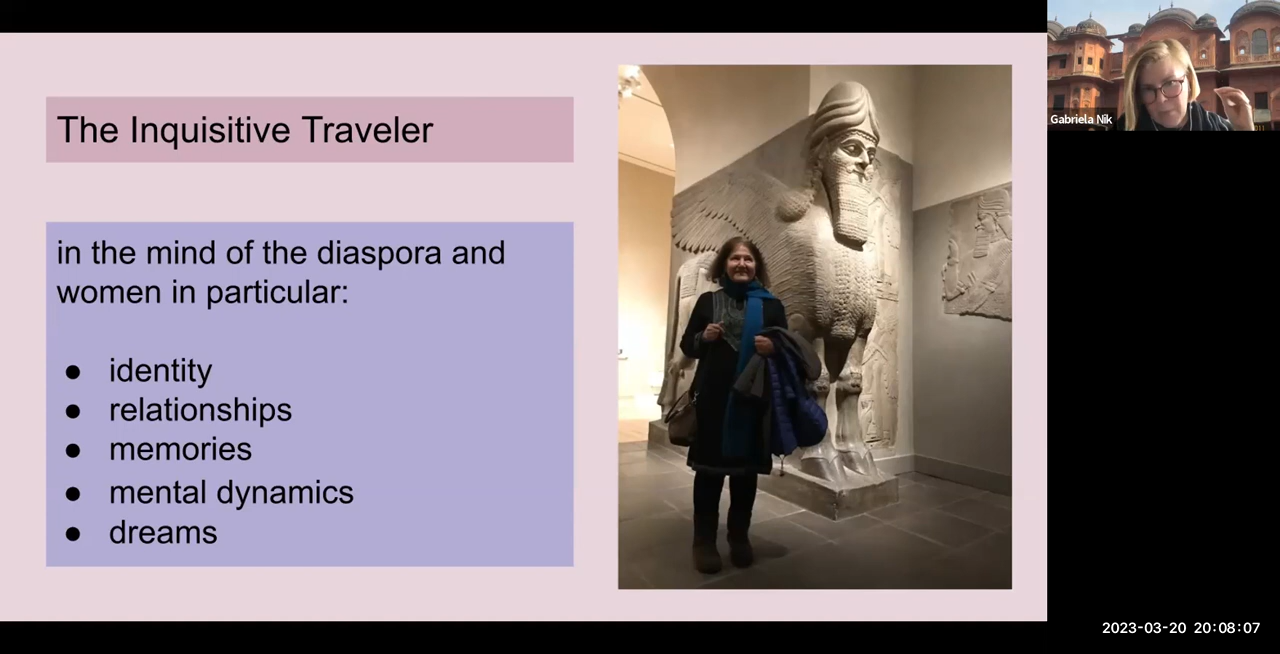 The Inquisitive Traveler
in the mind of the diaspora and
women in particular:
● identity
● relationships
● memories
● mental dynamics
● dreams
Gabriela Nik
2023-03-20 20:08:07